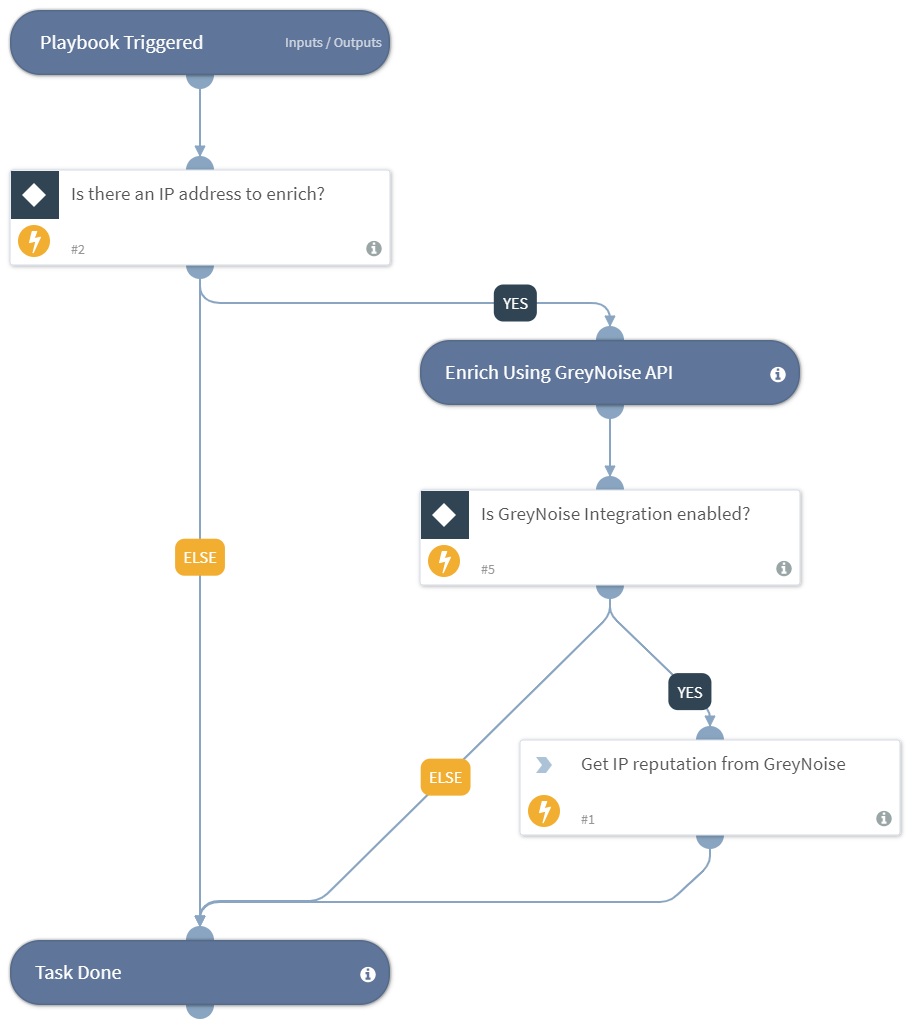 Playbook Triggered
Inputs / Outputs
Is there an IP address to enrich?
#2
YES
Enrich Using GreyNoise API
Is GreyNoise Integration enabled?
#5
ELSE
YES
Get IP reputation from GreyNoise
ELSE
#1
Task Done